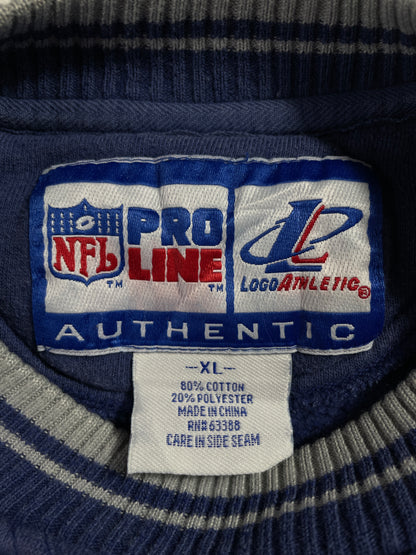 NFL PRO LINE TM TM
LOGOATHLETIC®
AUTHENTIC
-XL-
80% COTTON
20% POLYESTER
MADE IN CHINA
RN# 63388
CARE IN SIDE SEAM